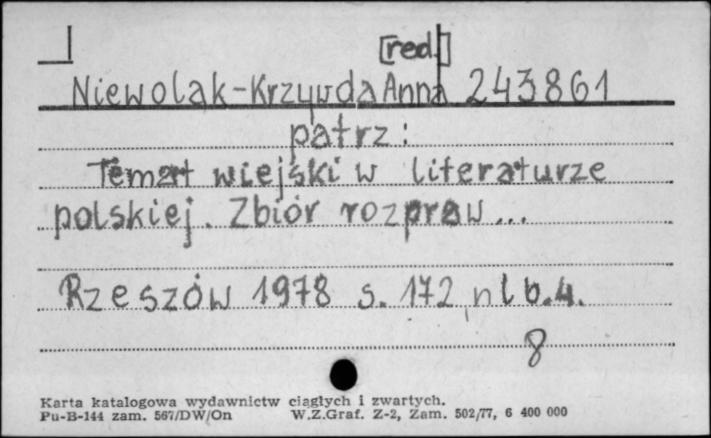 [red.]
Niewolak-Krzywda Anna 243861
patrz:
Temat wiejski w literaturze
polskiej. Zbiór rozpraw...
Rzeszów 1978 s. 172, nlb. 4.
8
Karta katalogowa wydawnictw ciągłych i zwartych.
Pu-B-144 zam. 567/DW/On W.Z.Graf. Z-2, Zam. 502/77, 6 400 000